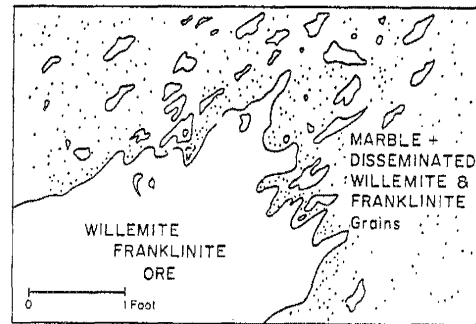 MARBLE +
DISSEMINATED
WILLEMITE &
FRANKLINITE
Grains
WILLEMITE
FRANKLINITE
ORE
0 1 Foot